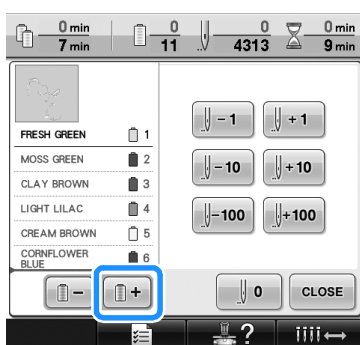 0 min 0 0 0 min
7 min 11 4313 9 min
FRESH GREEN 1
MOSS GREEN 2
CLAY BROWN 3
LIGHT LILAC 4
CREAM BROWN 5
CORNFLOWER
BLUE 6
-1 +1
-10 +10
-100 +100
- + 0 CLOSE
?